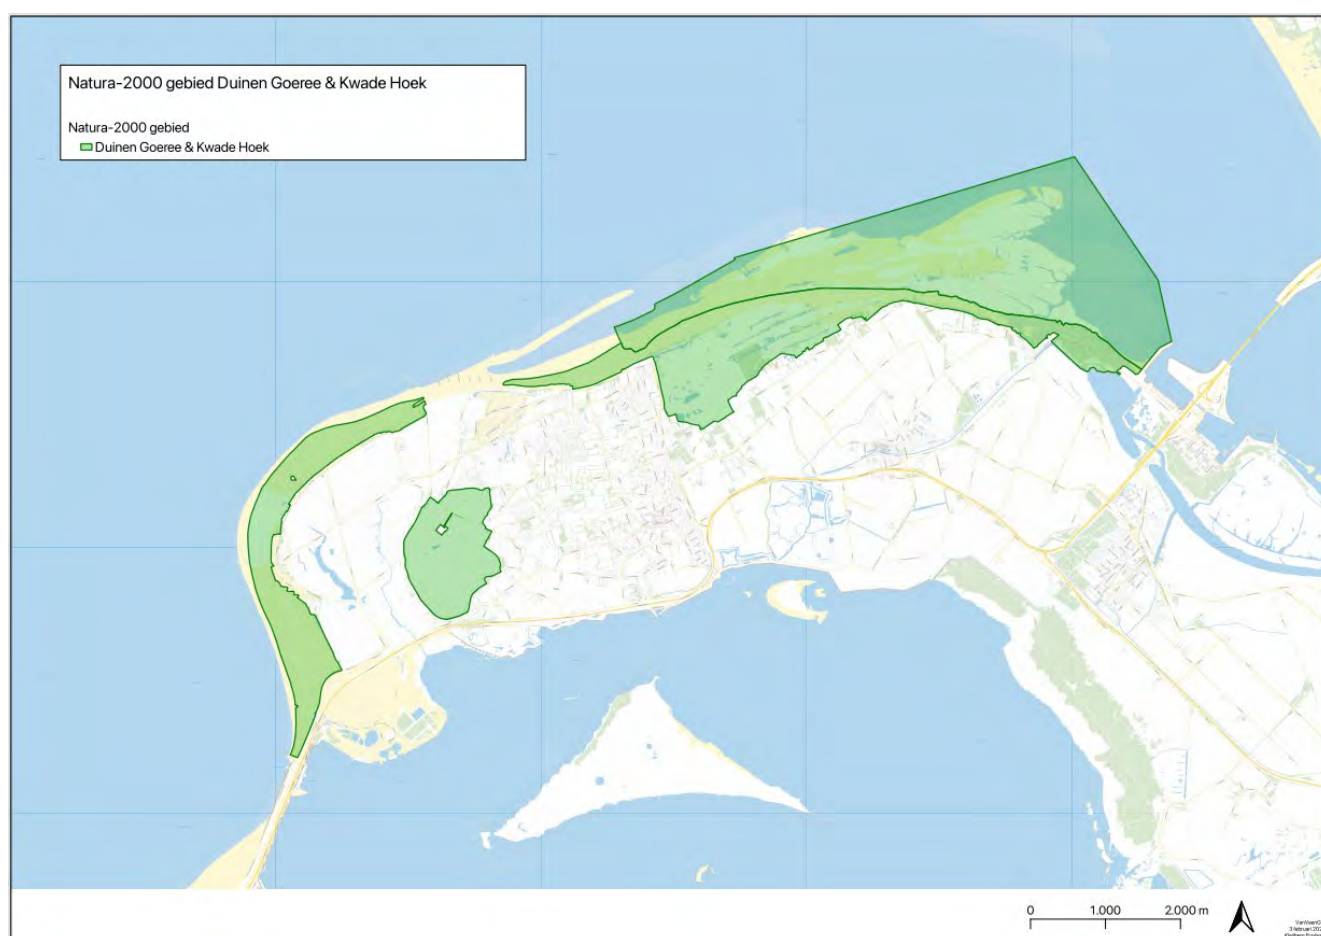 Natura-2000 gebied Duinen Goeree & Kwade Hoek
Natura-2000 gebied
Duinen Goeree & Kwade Hoek
0 1.000 2.000 m